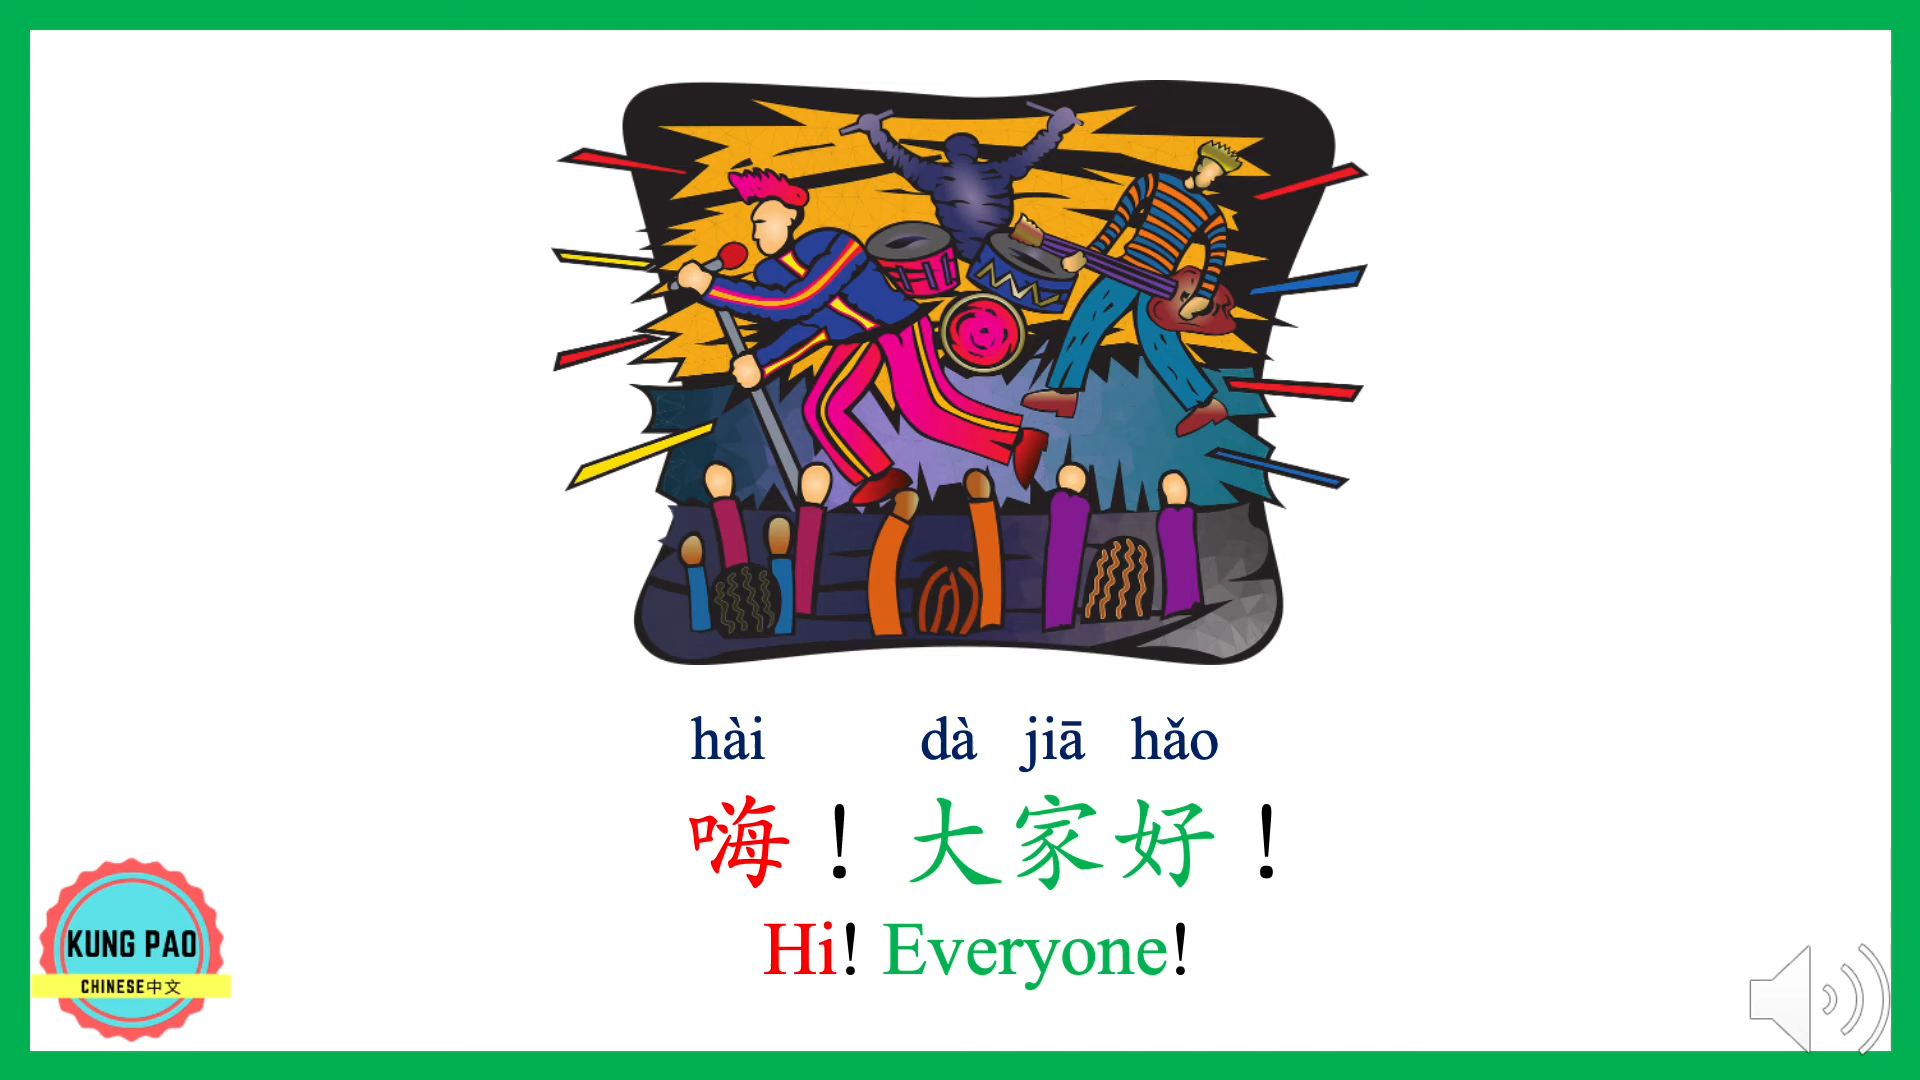 hài dà jiā hǎo
嗨！大家好！
Hi! Everyone!
KUNG PAO
CHINESE中文